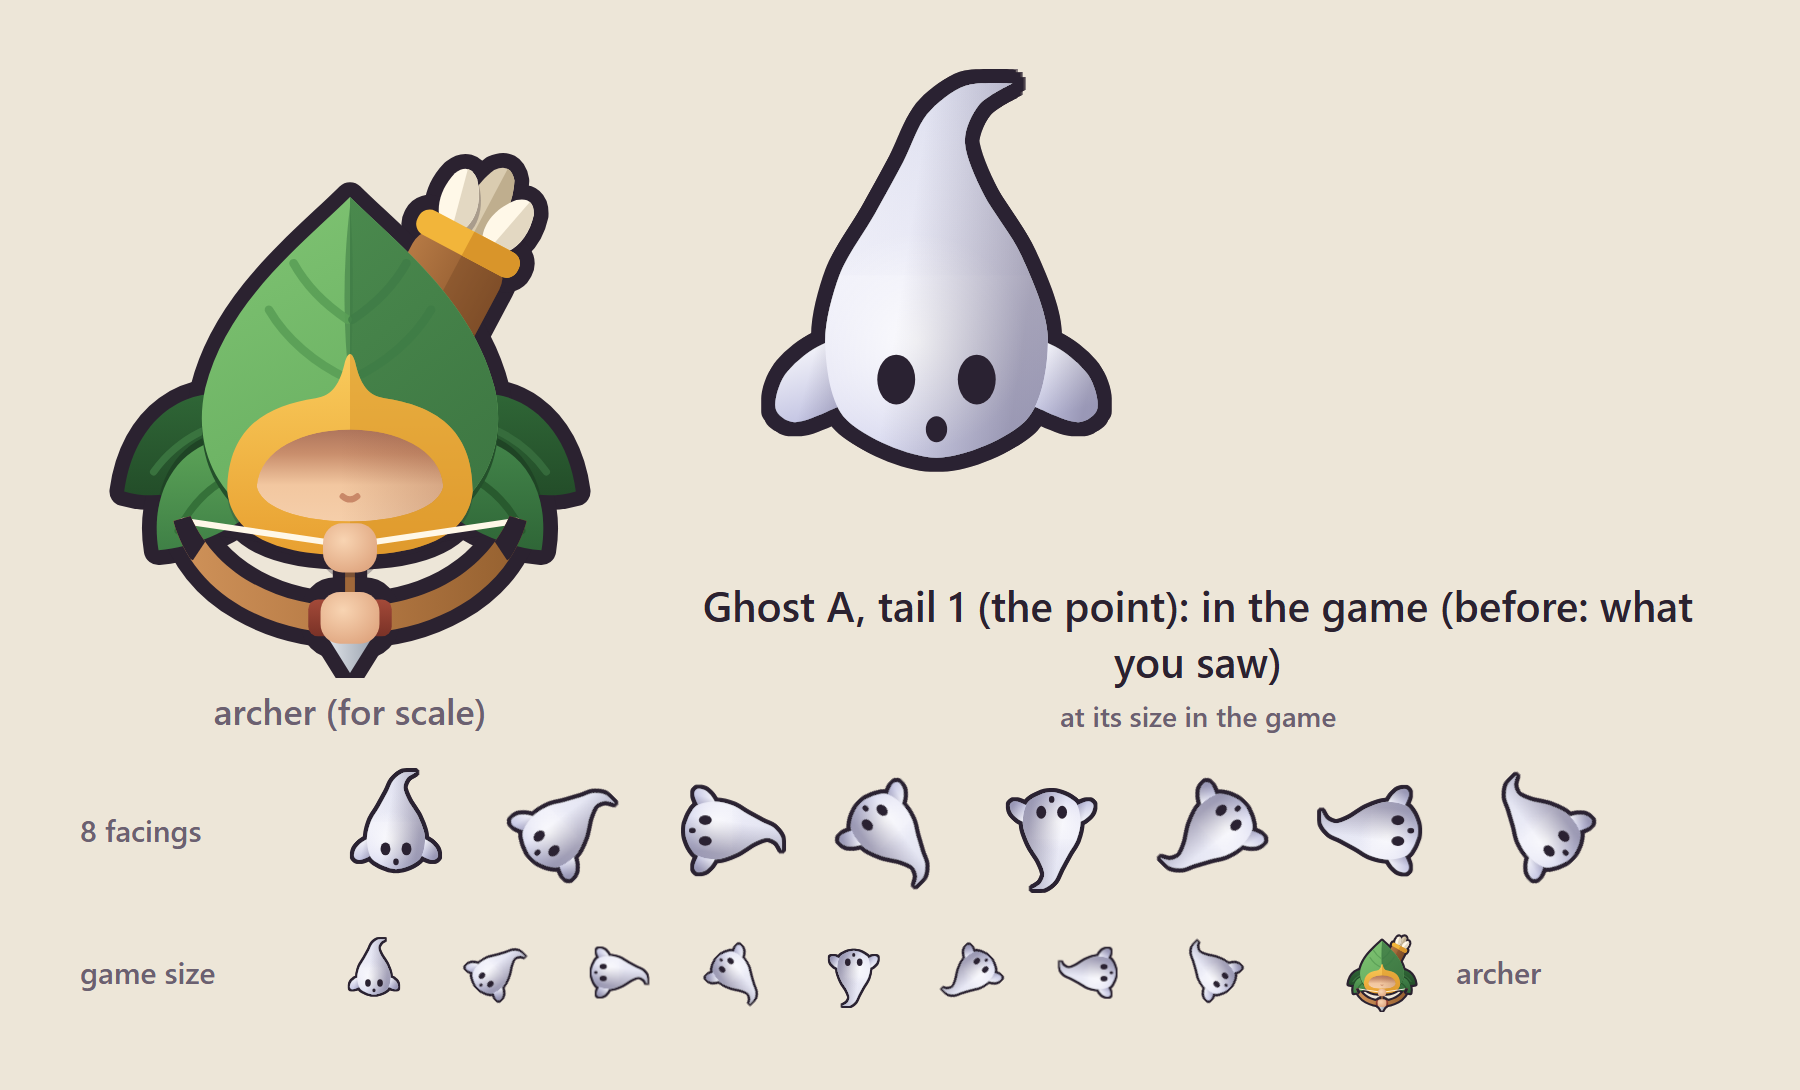 Ghost A, tail 1 (the point): in the game (before: what
you saw)
archer (for scale)
at its size in the game
8 facings
game size
archer